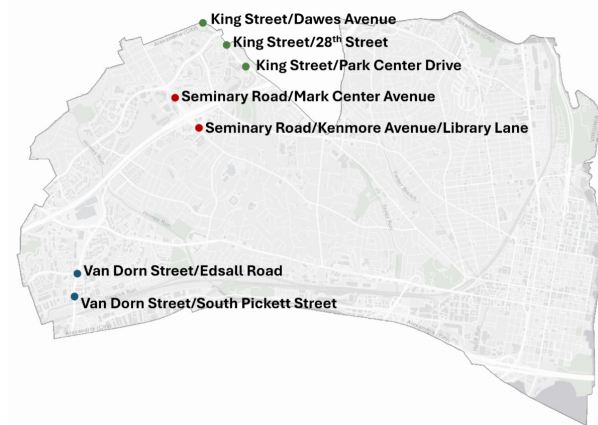 King Street/Dawes Avenue
King Street/28th Street
King Street/Park Center Drive
Seminary Road/Mark Center Avenue
Seminary Road/Kenmore Avenue/Library Lane
Van Dorn Street/Edsall Road
Van Dorn Street/South Pickett Street